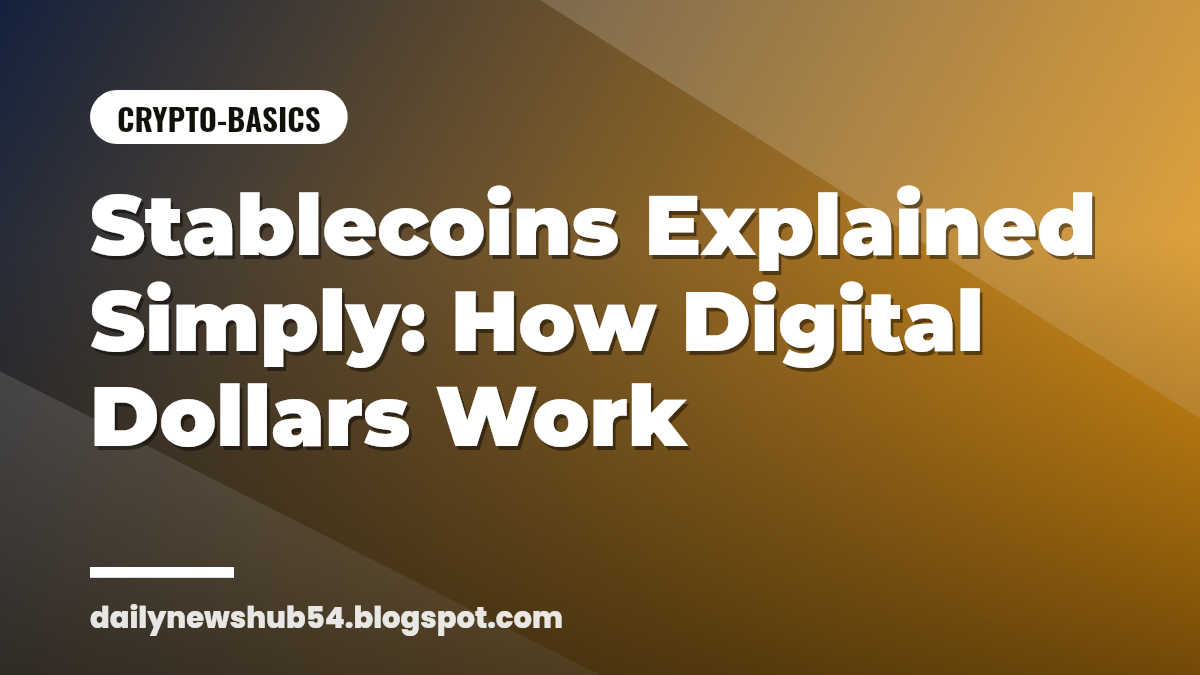 CRYPTO-BASICS
Stablecoins Explained
Simply: How Digital
Dollars Work
dailynewshub54.blogspot.com